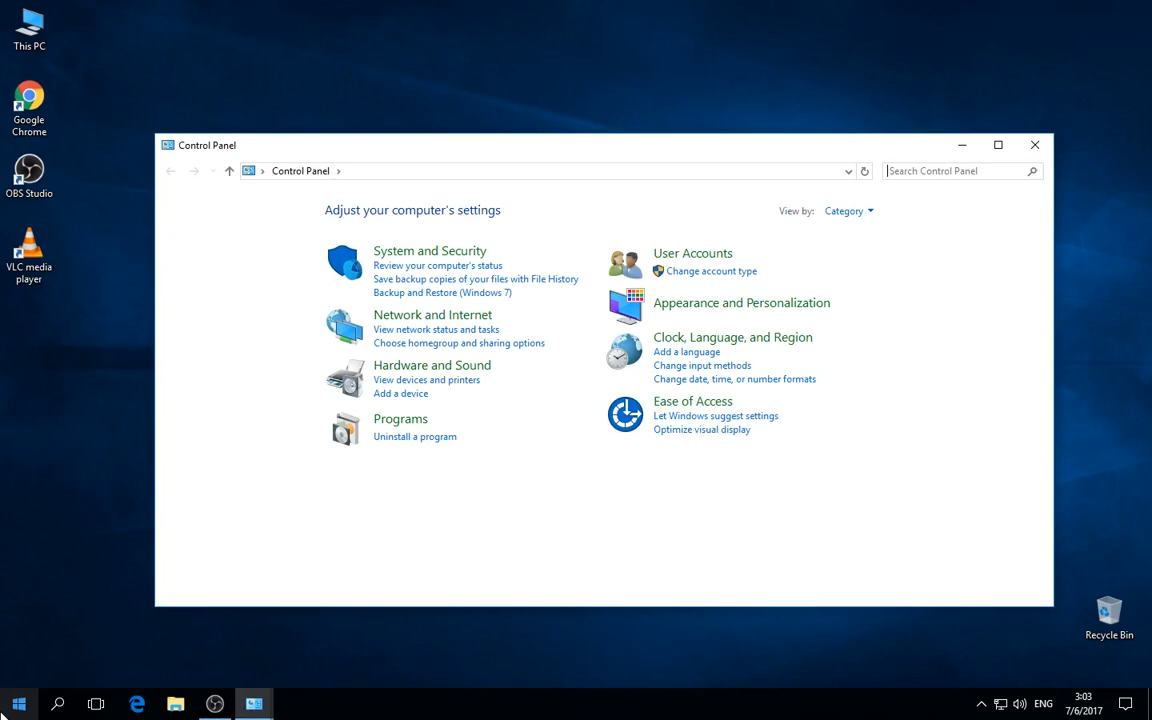 This PC
Google
Chrome
OBS Studio
VLC media
player
Control Panel
Control Panel
Search Control Panel
Adjust your computer's settings
View by: Category
System and Security
Review your computer's status
Save backup copies of your files with File History
Backup and Restore (Windows 7)
Network and Internet
View network status and tasks
Choose homegroup and sharing options
Hardware and Sound
View devices and printers
Add a device
Programs
Uninstall a program
User Accounts
Change account type
Appearance and Personalization
Clock, Language, and Region
Add a language
Change input methods
Change date, time, or number formats
Ease of Access
Let Windows suggest settings
Optimize visual display
Recycle Bin
ENG
3:03
7/6/2017